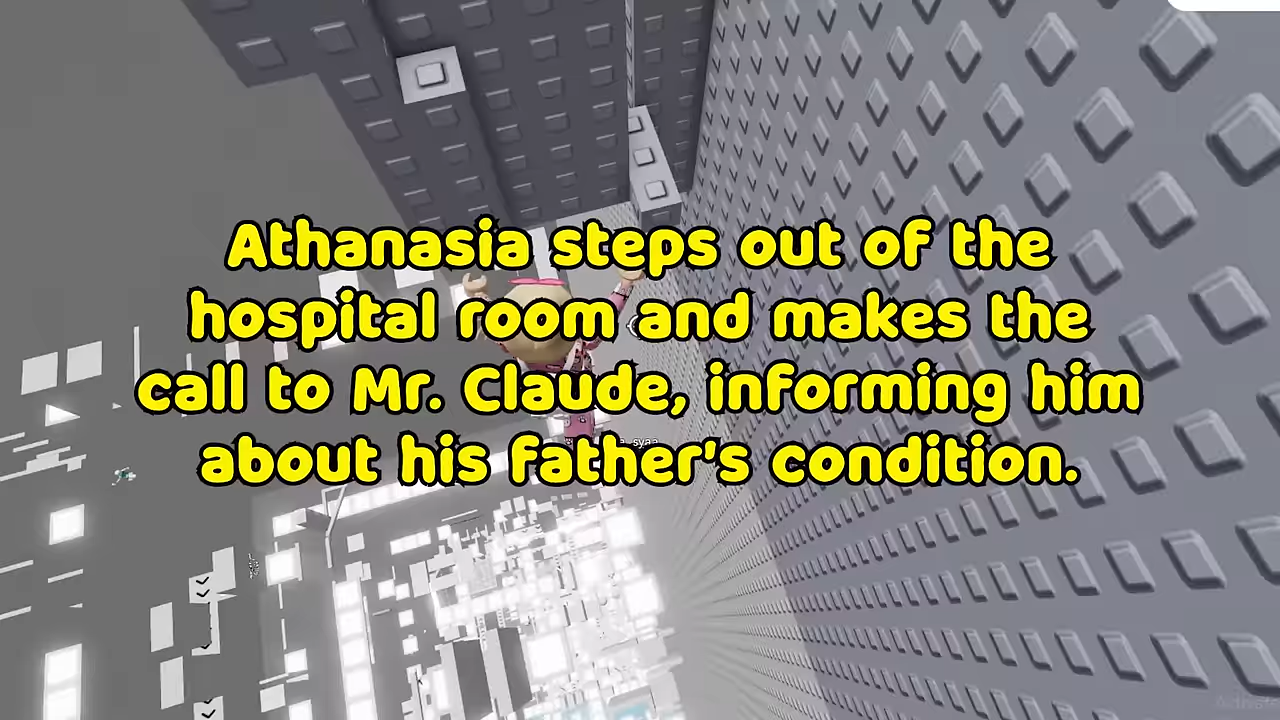 Athanasia steps out of the
hospital room and makes the
call to Mr. Claude, informing him
about his father's condition.